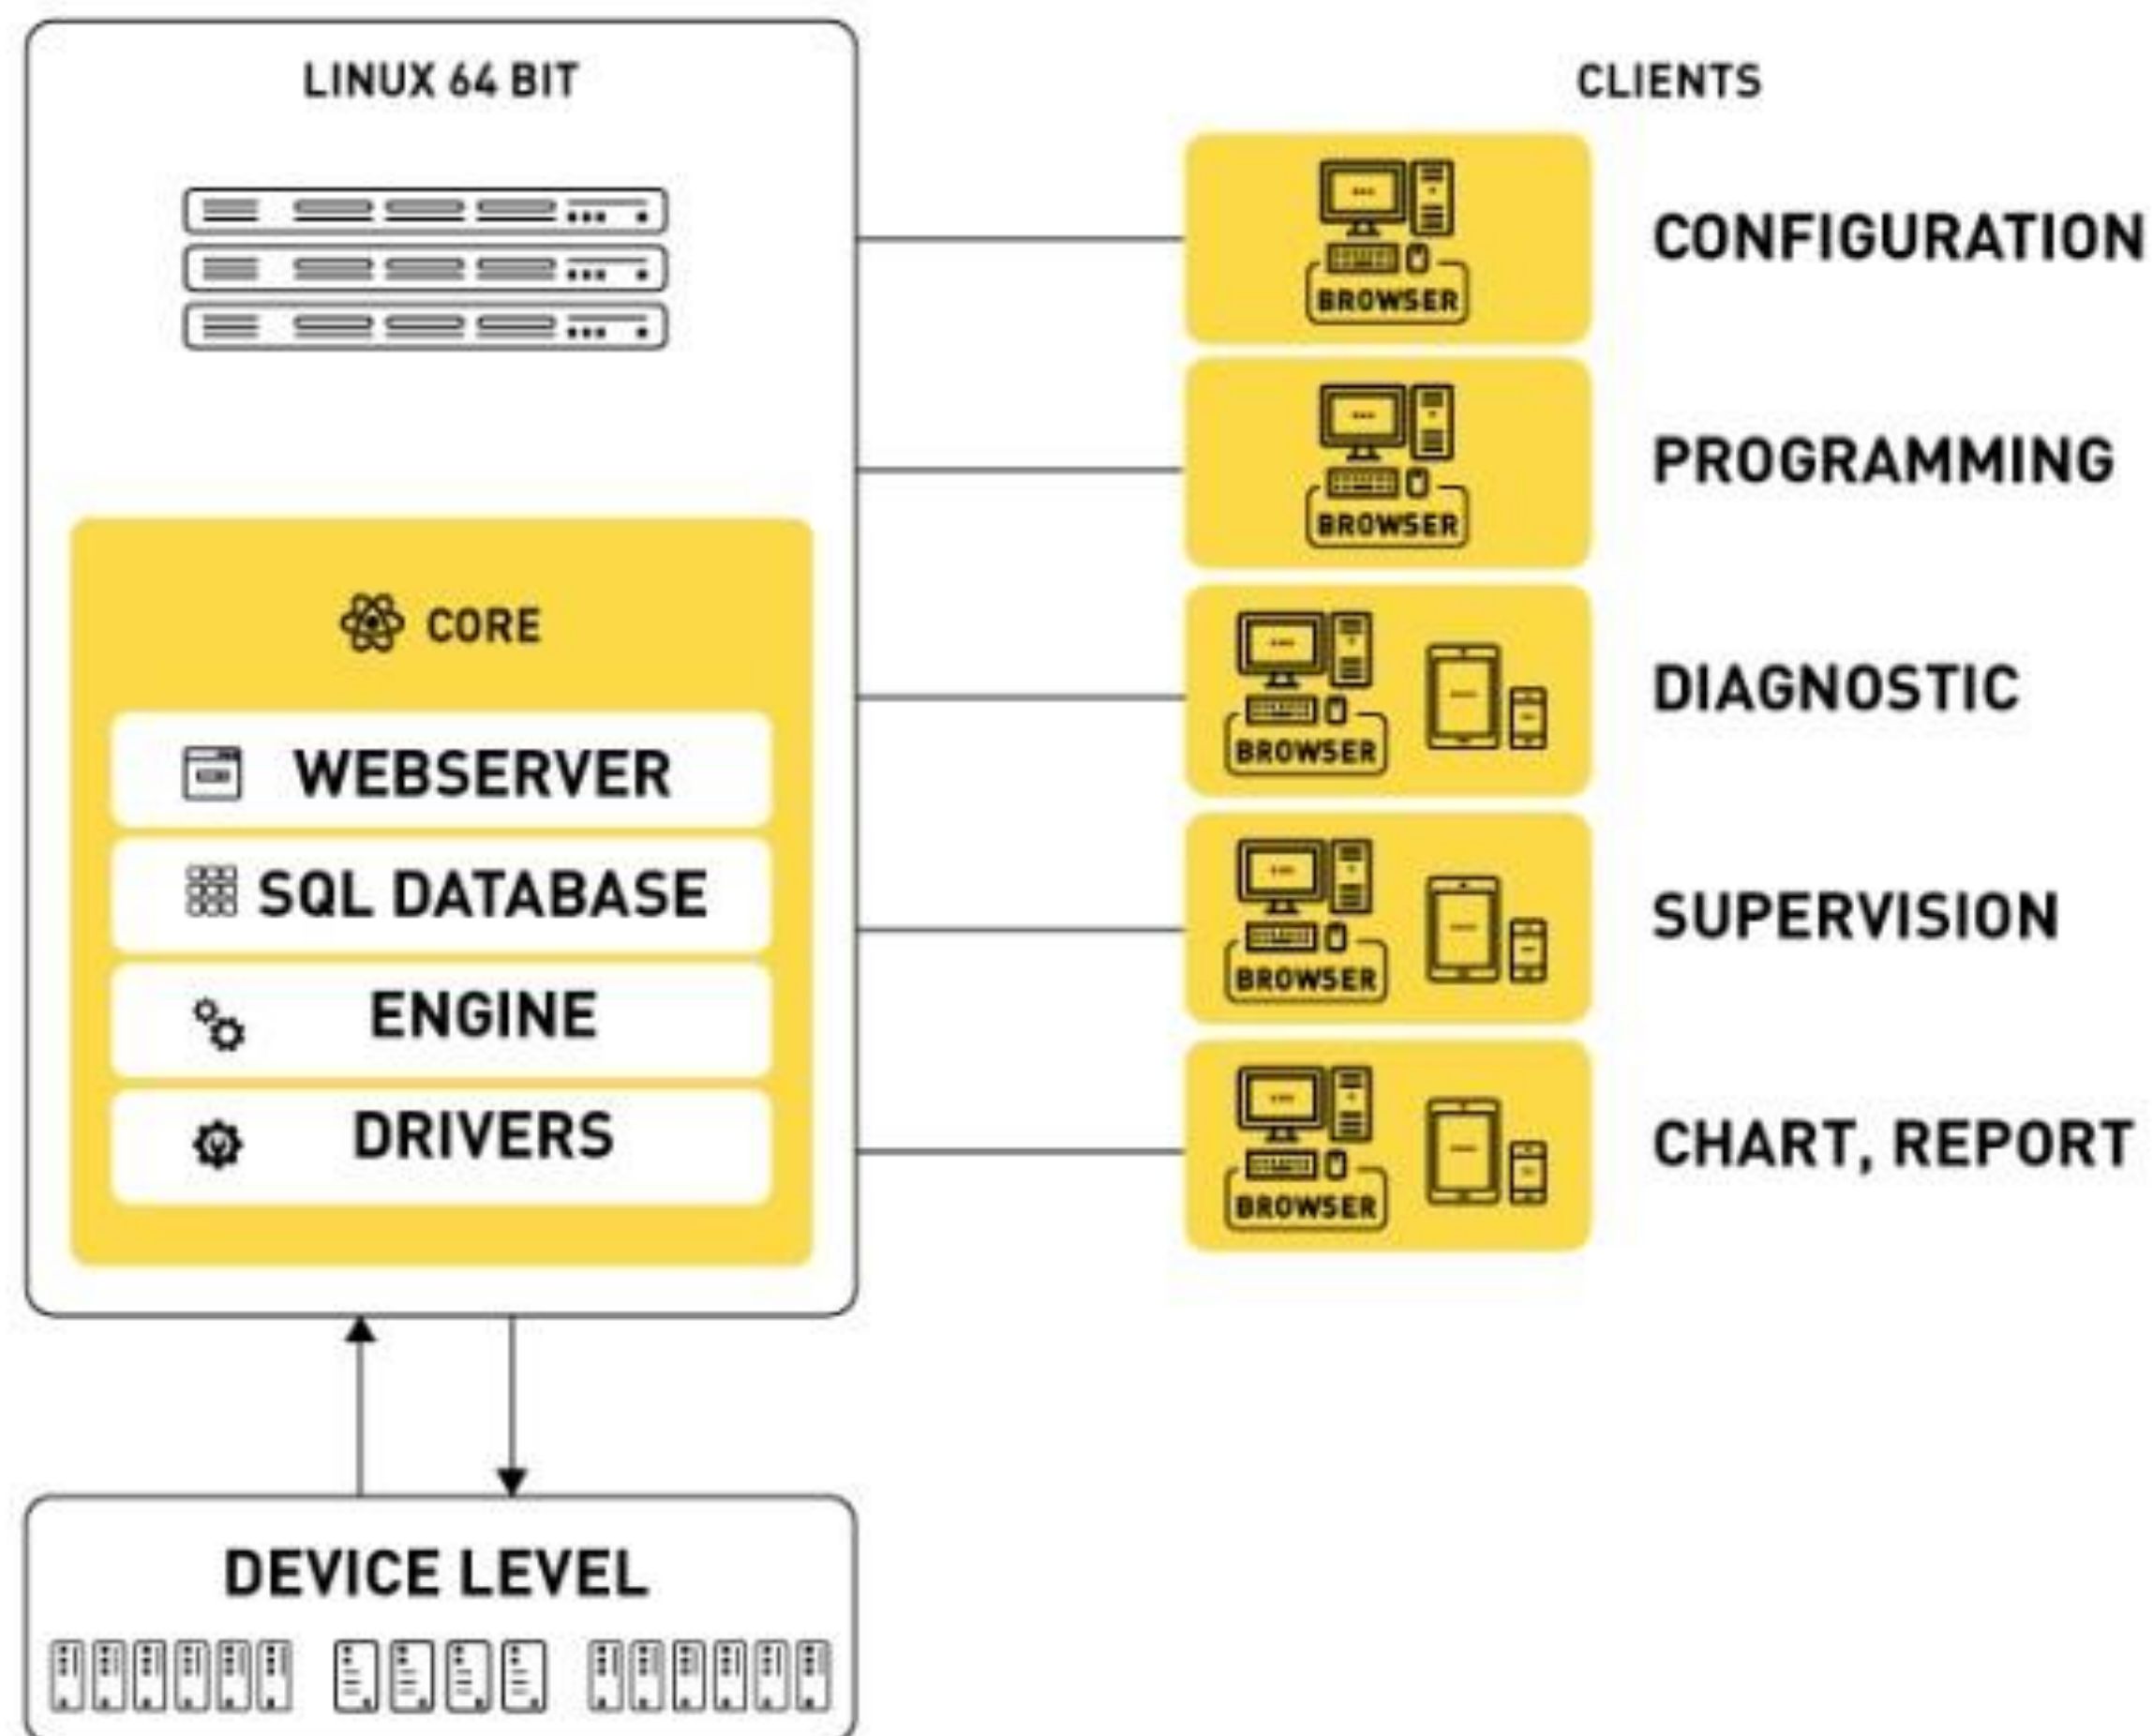 LINUX 64 BIT
CORE
WEBSERVER
SQL DATABASE
ENGINE
DRIVERS
DEVICE LEVEL
CLIENTS
BROWSER
CONFIGURATION
BROWSER
PROGRAMMING
BROWSER
DIAGNOSTIC
BROWSER
SUPERVISION
BROWSER
CHART, REPORT